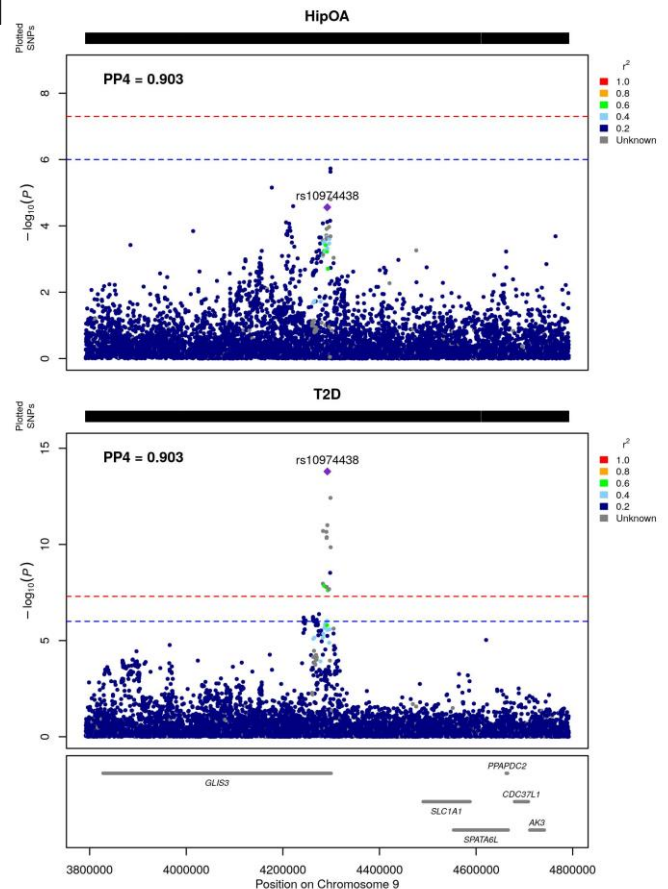 HipOA
Plotted
SNPs
PP4 = 0.903
rs10974438
− log10(P)
8
6
4
2
0
r2
1.0
0.8
0.6
0.4
0.2
Unknown
T2D
Plotted
SNPs
PP4 = 0.903
rs10974438
− log10(P)
15
10
5
0
r2
1.0
0.8
0.6
0.4
0.2
Unknown
PPAPDC2
GLIS3
CDC37L1
SLC1A1
AK3
SPATA6L
3800000 4000000 4200000 4400000 4600000 4800000
Position on Chromosome 9